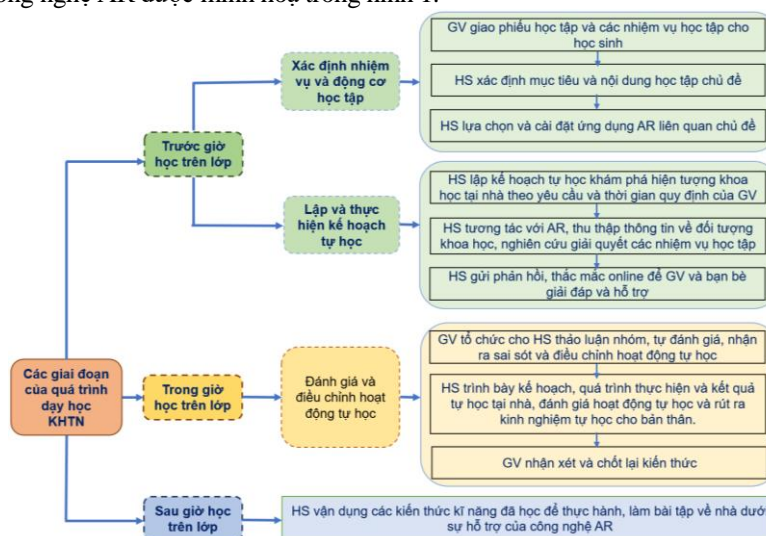 công nghệ AR được minh hoạ trong hình 1.
GV giao phiếu học tập và các nhiệm vụ học tập cho
học sinh
Xác định nhiệm
vụ và động cơ
học tập
HS xác định mục tiêu và nội dung học tập chủ đề
HS lựa chọn và cài đặt ứng dụng AR liên quan chủ đề
Trước giờ
học trên lớp
HS lập kế hoạch tự học khám phá hiện tượng khoa
học tại nhà theo yêu cầu và thời gian quy định của GV
Lập và thực
hiện kế hoạch
tự học
HS tương tác với AR, thu thập thông tin về đối tượng
khoa học, nghiên cứu giải quyết các nhiệm vụ học tập
HS gửi phản hồi, thắc mắc online để GV và bạn bè
giải đáp và hỗ trợ
GV tổ chức cho HS thảo luận nhóm, tự đánh giá, nhận
ra sai sót và điều chỉnh hoạt động tự học
Các giai đoạn
của quá trình
dạy học
KHTN
Trong giờ
học trên lớp
Đánh giá và
điều chỉnh hoạt
động tự học
HS trình bày kế hoạch, quá trình thực hiện và kết quả
tự học tại nhà, đánh giá hoạt động tự học và rút ra
kinh nghiệm tự học cho bản thân.
GV nhận xét và chốt lại kiến thức
Sau giờ học
trên lớp
HS vận dụng các kiến thức kĩ năng đã học để thực hành, làm bài tập về nhà dưới
sự hỗ trợ của công nghệ AR